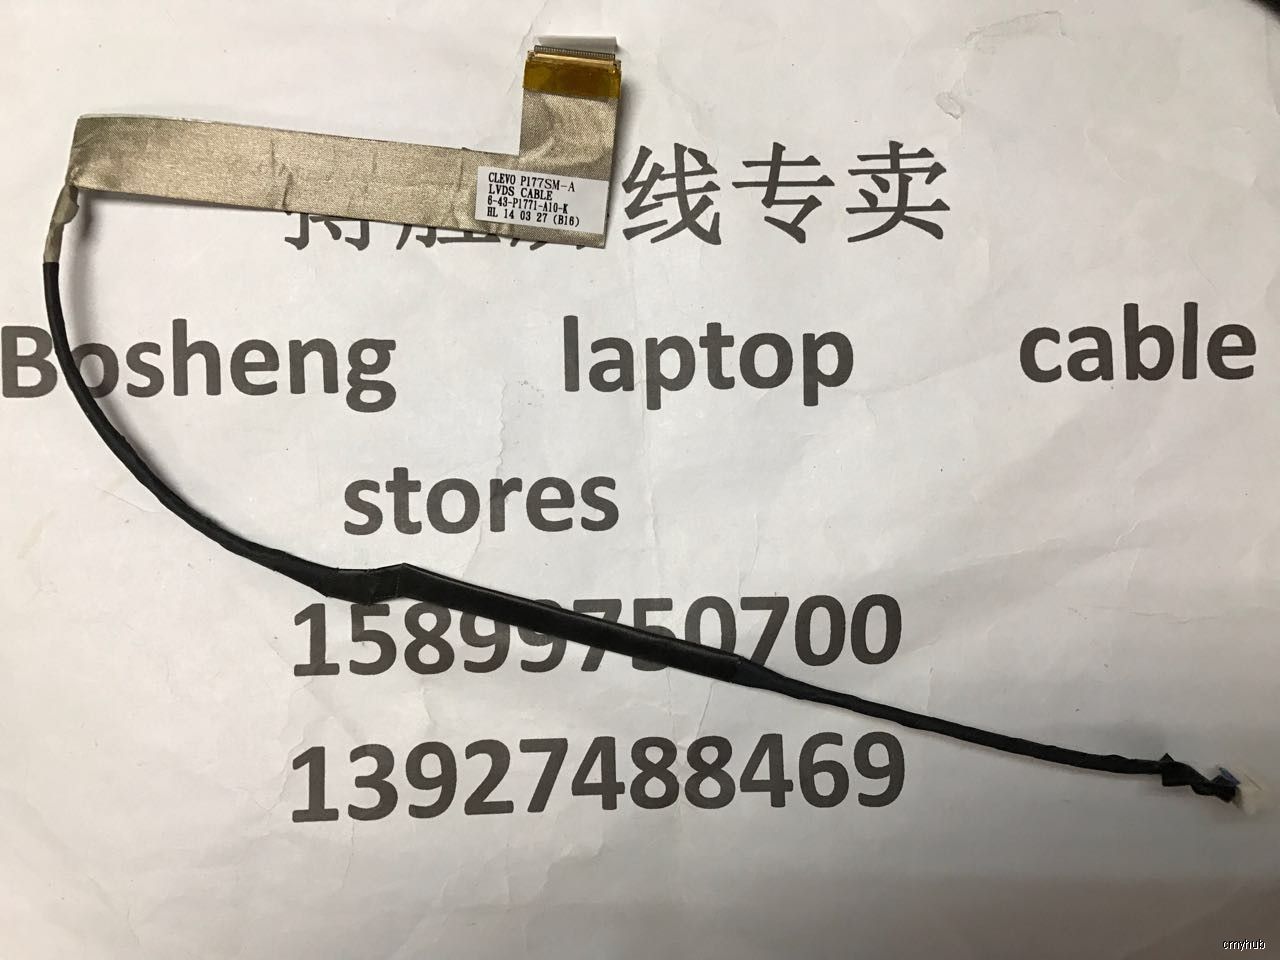 CLEVO P177SM-A
LVDS CABLE
6-43-P1771-A10-K
HL 14 03 27 (B16)
线专卖
Bosheng laptop cable
stores
15899750700
13927488469
cmyhub